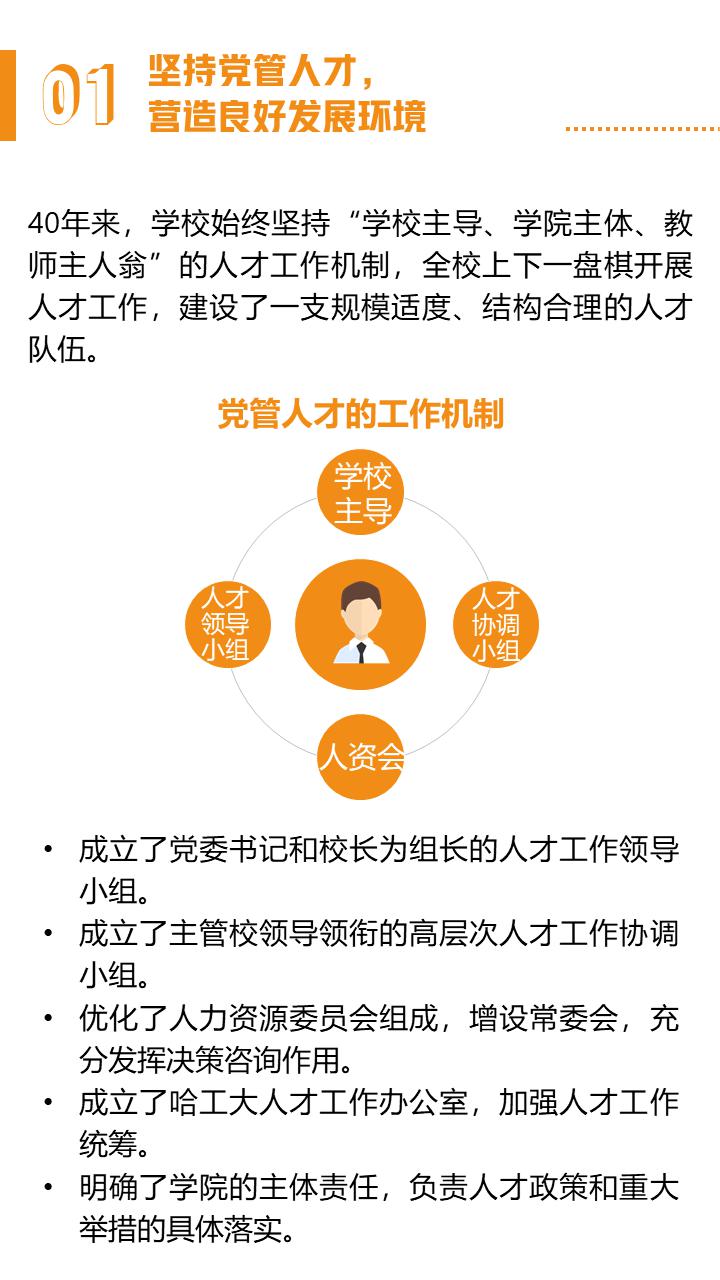 01
坚持党管人才，
营造良好发展环境
40年来，学校始终坚持“学校主导、学院主体、教
师主人翁”的人才工作机制，全校上下一盘棋开展
人才工作，建设了一支规模适度、结构合理的人才
队伍。
党管人才的工作机制
学校
主导
人才
领导
小组
人才
协调
小组
人资会
• 成立了党委书记和校长为组长的人才工作领导
小组。
• 成立了主管校领导领衔的高层次人才工作协调
小组。
• 优化了人力资源委员会组成，增设常委会，充
分发挥决策咨询作用。
• 成立了哈工大人才工作办公室，加强人才工作
统筹。
• 明确了学院的主体责任，负责人才政策和重大
举措的具体落实。